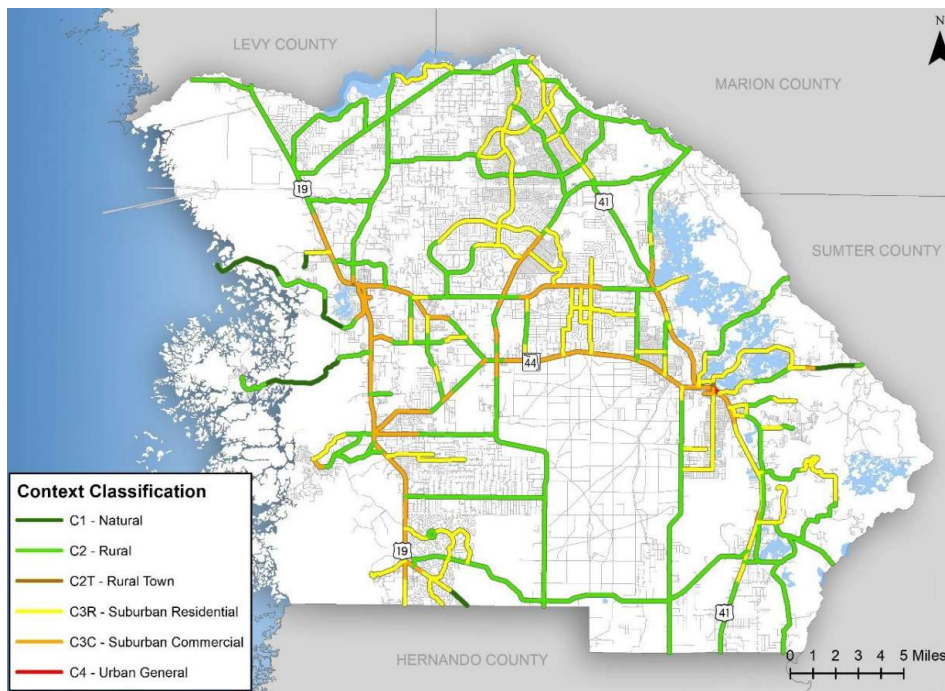 N
LEVY COUNTY
MARION COUNTY
19
41
SUMTER COUNTY
44
Context Classification
C1 - Natural
C2 - Rural
C2T - Rural Town
C3R - Suburban Residential
C3C - Suburban Commercial
C4 - Urban General
19
41
HERNANDO COUNTY
0 1 2 3 4 5 Miles